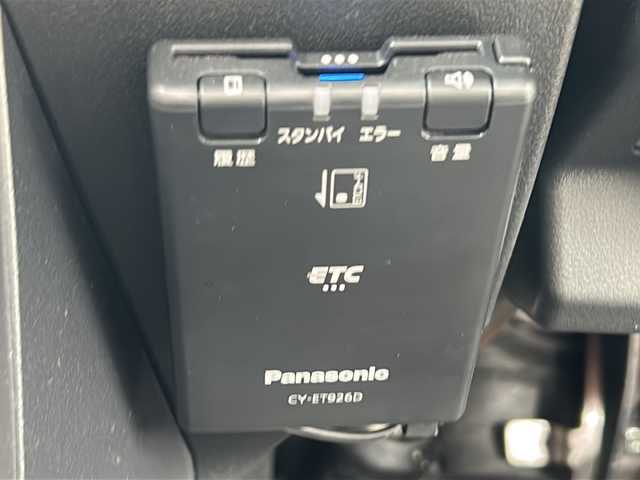 スタンバイ エラー
履歴 音量
ETC
Panasonic
CY-ET926D